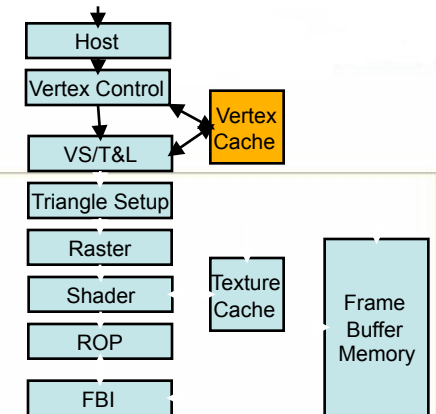 Host
Vertex Control
Vertex
Cache
VS/T&L
Triangle Setup
Raster
Shader
Texture
Cache
ROP
Frame
Buffer
Memory
FBI